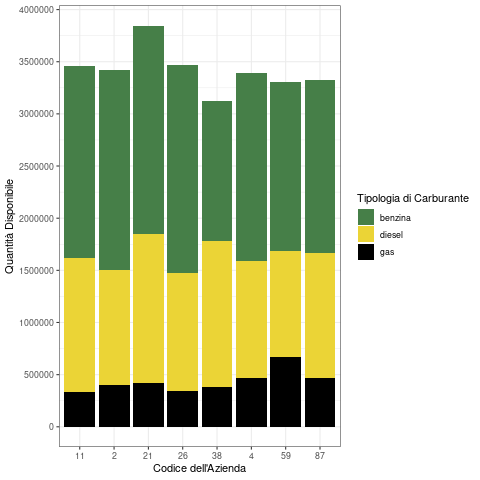 4000000
3500000
3000000
2500000
2000000
1500000
1000000
500000
0
Quantità Disponibile
11 2 21 26 38 4 59 87
Codice dell'Azienda
Tipologia di Carburante
benzina
diesel
gas